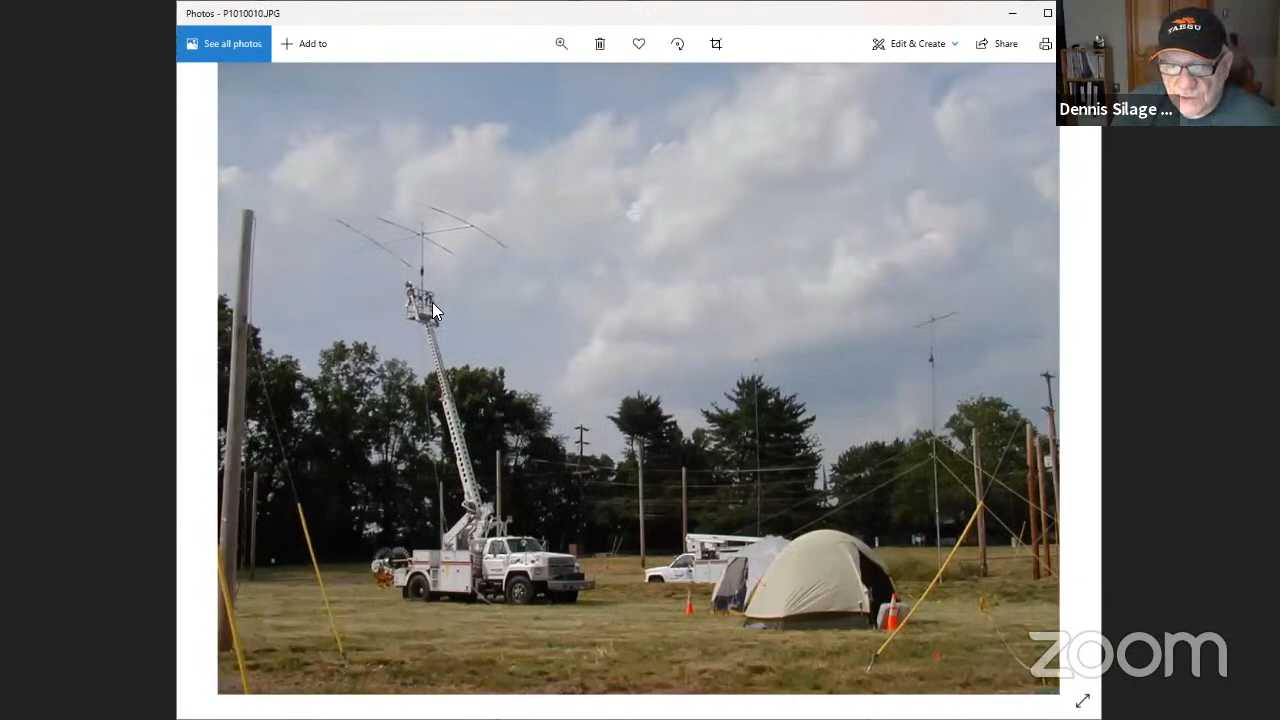 Photos - P1010010.JPG
See all photos
Add to
Edit & Create
Share
YAESU
Dennis Silage ...
zoom